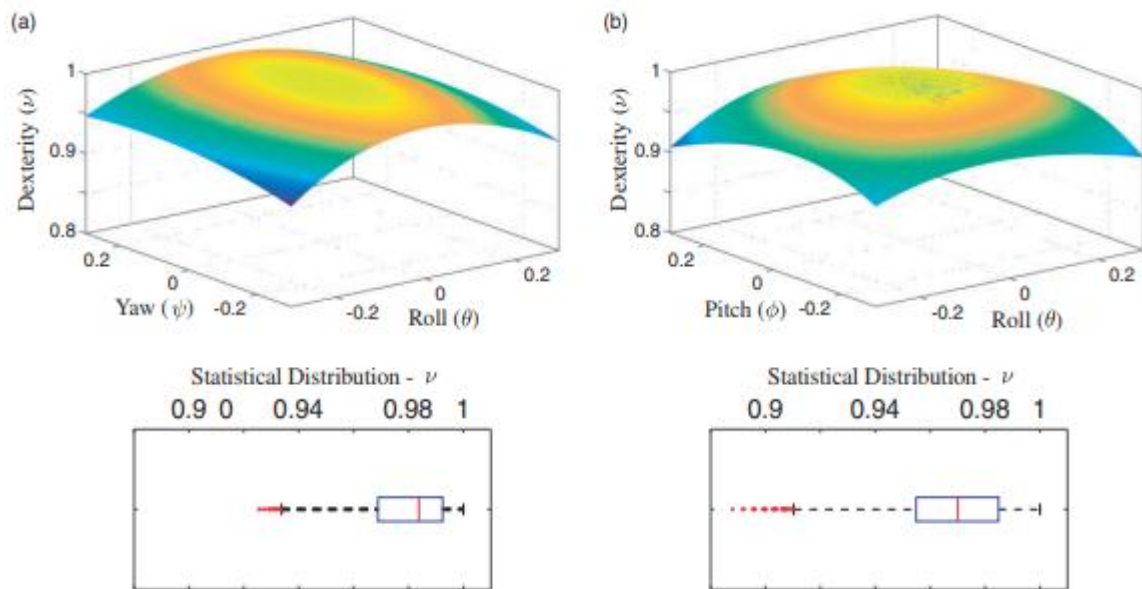 (a)
1
0.9
0.8
Dexterity (ν)
0.2
0
-0.2
Yaw (ψ)
-0.2
0
0.2
Roll (θ)
(b)
1
0.9
0.8
Dexterity (ν)
0.2
0
-0.2
Pitch (ϕ)
-0.2
0
0.2
Roll (θ)
Statistical Distribution - ν
0.9 0 0.94 0.98 1
Statistical Distribution - ν
0.9 0.94 0.98 1